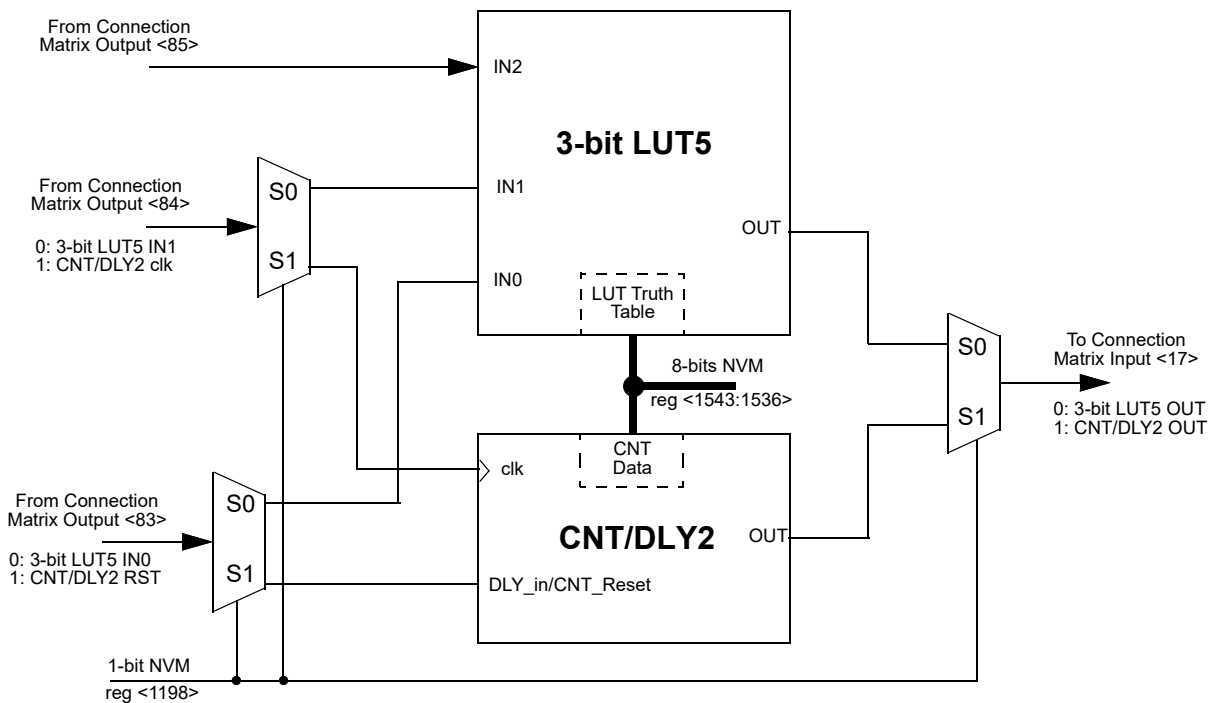 From Connection
Matrix Output <85>
IN2
3-bit LUT5
From Connection
Matrix Output <84>
0: 3-bit LUT5 IN1
1: CNT/DLY2 clk
S0
S1
IN1
IN0
OUT
LUT Truth
Table
8-bits NVM
reg <1543:1536>
S0
S1
To Connection
Matrix Input <17>
0: 3-bit LUT5 OUT
1: CNT/DLY2 OUT
CNT
Data
clk
CNT/DLY2
OUT
DLY_in/CNT_Reset
From Connection
Matrix Output <83>
0: 3-bit LUT5 IN0
1: CNT/DLY2 RST
S0
S1
1-bit NVM
reg <1198>